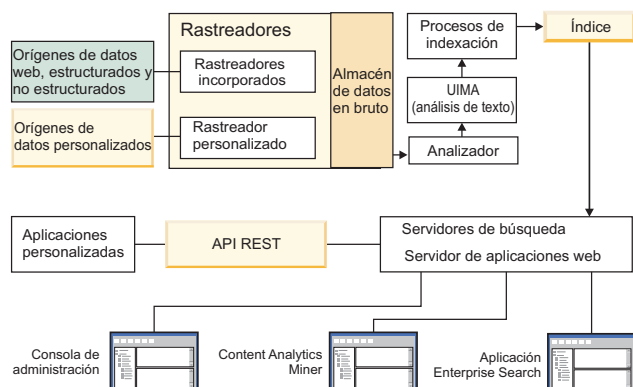 Orígenes de datos
web, estructurados y
no estructurados
Orígenes de
datos personalizados
Rastreadores
Rastreadores
incorporados
Rastreador
personalizado
Almacén
de datos
en bruto
Procesos de
indexación
UIMA
(análisis de texto)
Analizador
Índice
Aplicaciones
personalizadas
API REST
Servidores de búsqueda
Servidor de aplicaciones web
Consola de
administración
Content Analytics
Miner
Aplicación
Enterprise Search